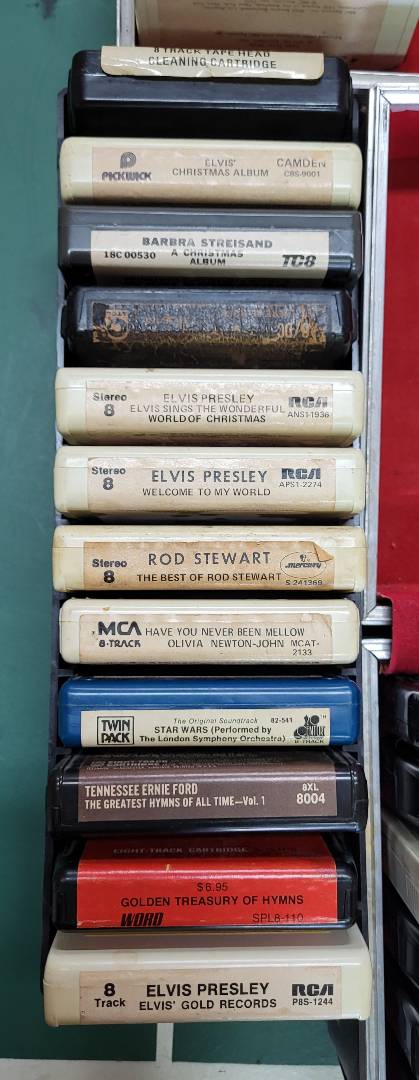 8 TRACK TAPE HEAD
CLEANING CARTRIDGE
PICKWICK
ELVIS'
CHRISTMAS ALBUM
CAMDEN
C8S-9001
BARBRA STREISAND
18C 00530
A CHRISTMAS
ALBUM
TC8
Stereo
8
ELVIS PRESLEY
ELVIS SINGS THE WONDERFUL
WORLD OF CHRISTMAS
RCA
ANS1-1936
Stereo
8
ELVIS PRESLEY
WELCOME TO MY WORLD
RCA
APS1-2274
Stereo
8
ROD STEWART
THE BEST OF ROD STEWART
mercury
S 241369
MCA
8-TRACK
HAVE YOU NEVER BEEN MELLOW
OLIVIA NEWTON-JOHN MCAT-
2133
TWIN
PACK
The Original Soundtrack
82-541
STAR WARS (Performed by
The London Symphony Orchestra)
8-TRACK
TENNESSEE ERNIE FORD
THE GREATEST HYMNS OF ALL TIME—Vol. 1
8XL
8004
EIGHT-TRACK CARTRIDGE
$6.95
GOLDEN TREASURY OF HYMNS
WORD
SPL8-110
8
Track
ELVIS PRESLEY
ELVIS' GOLD RECORDS
RCA
P8S-1244